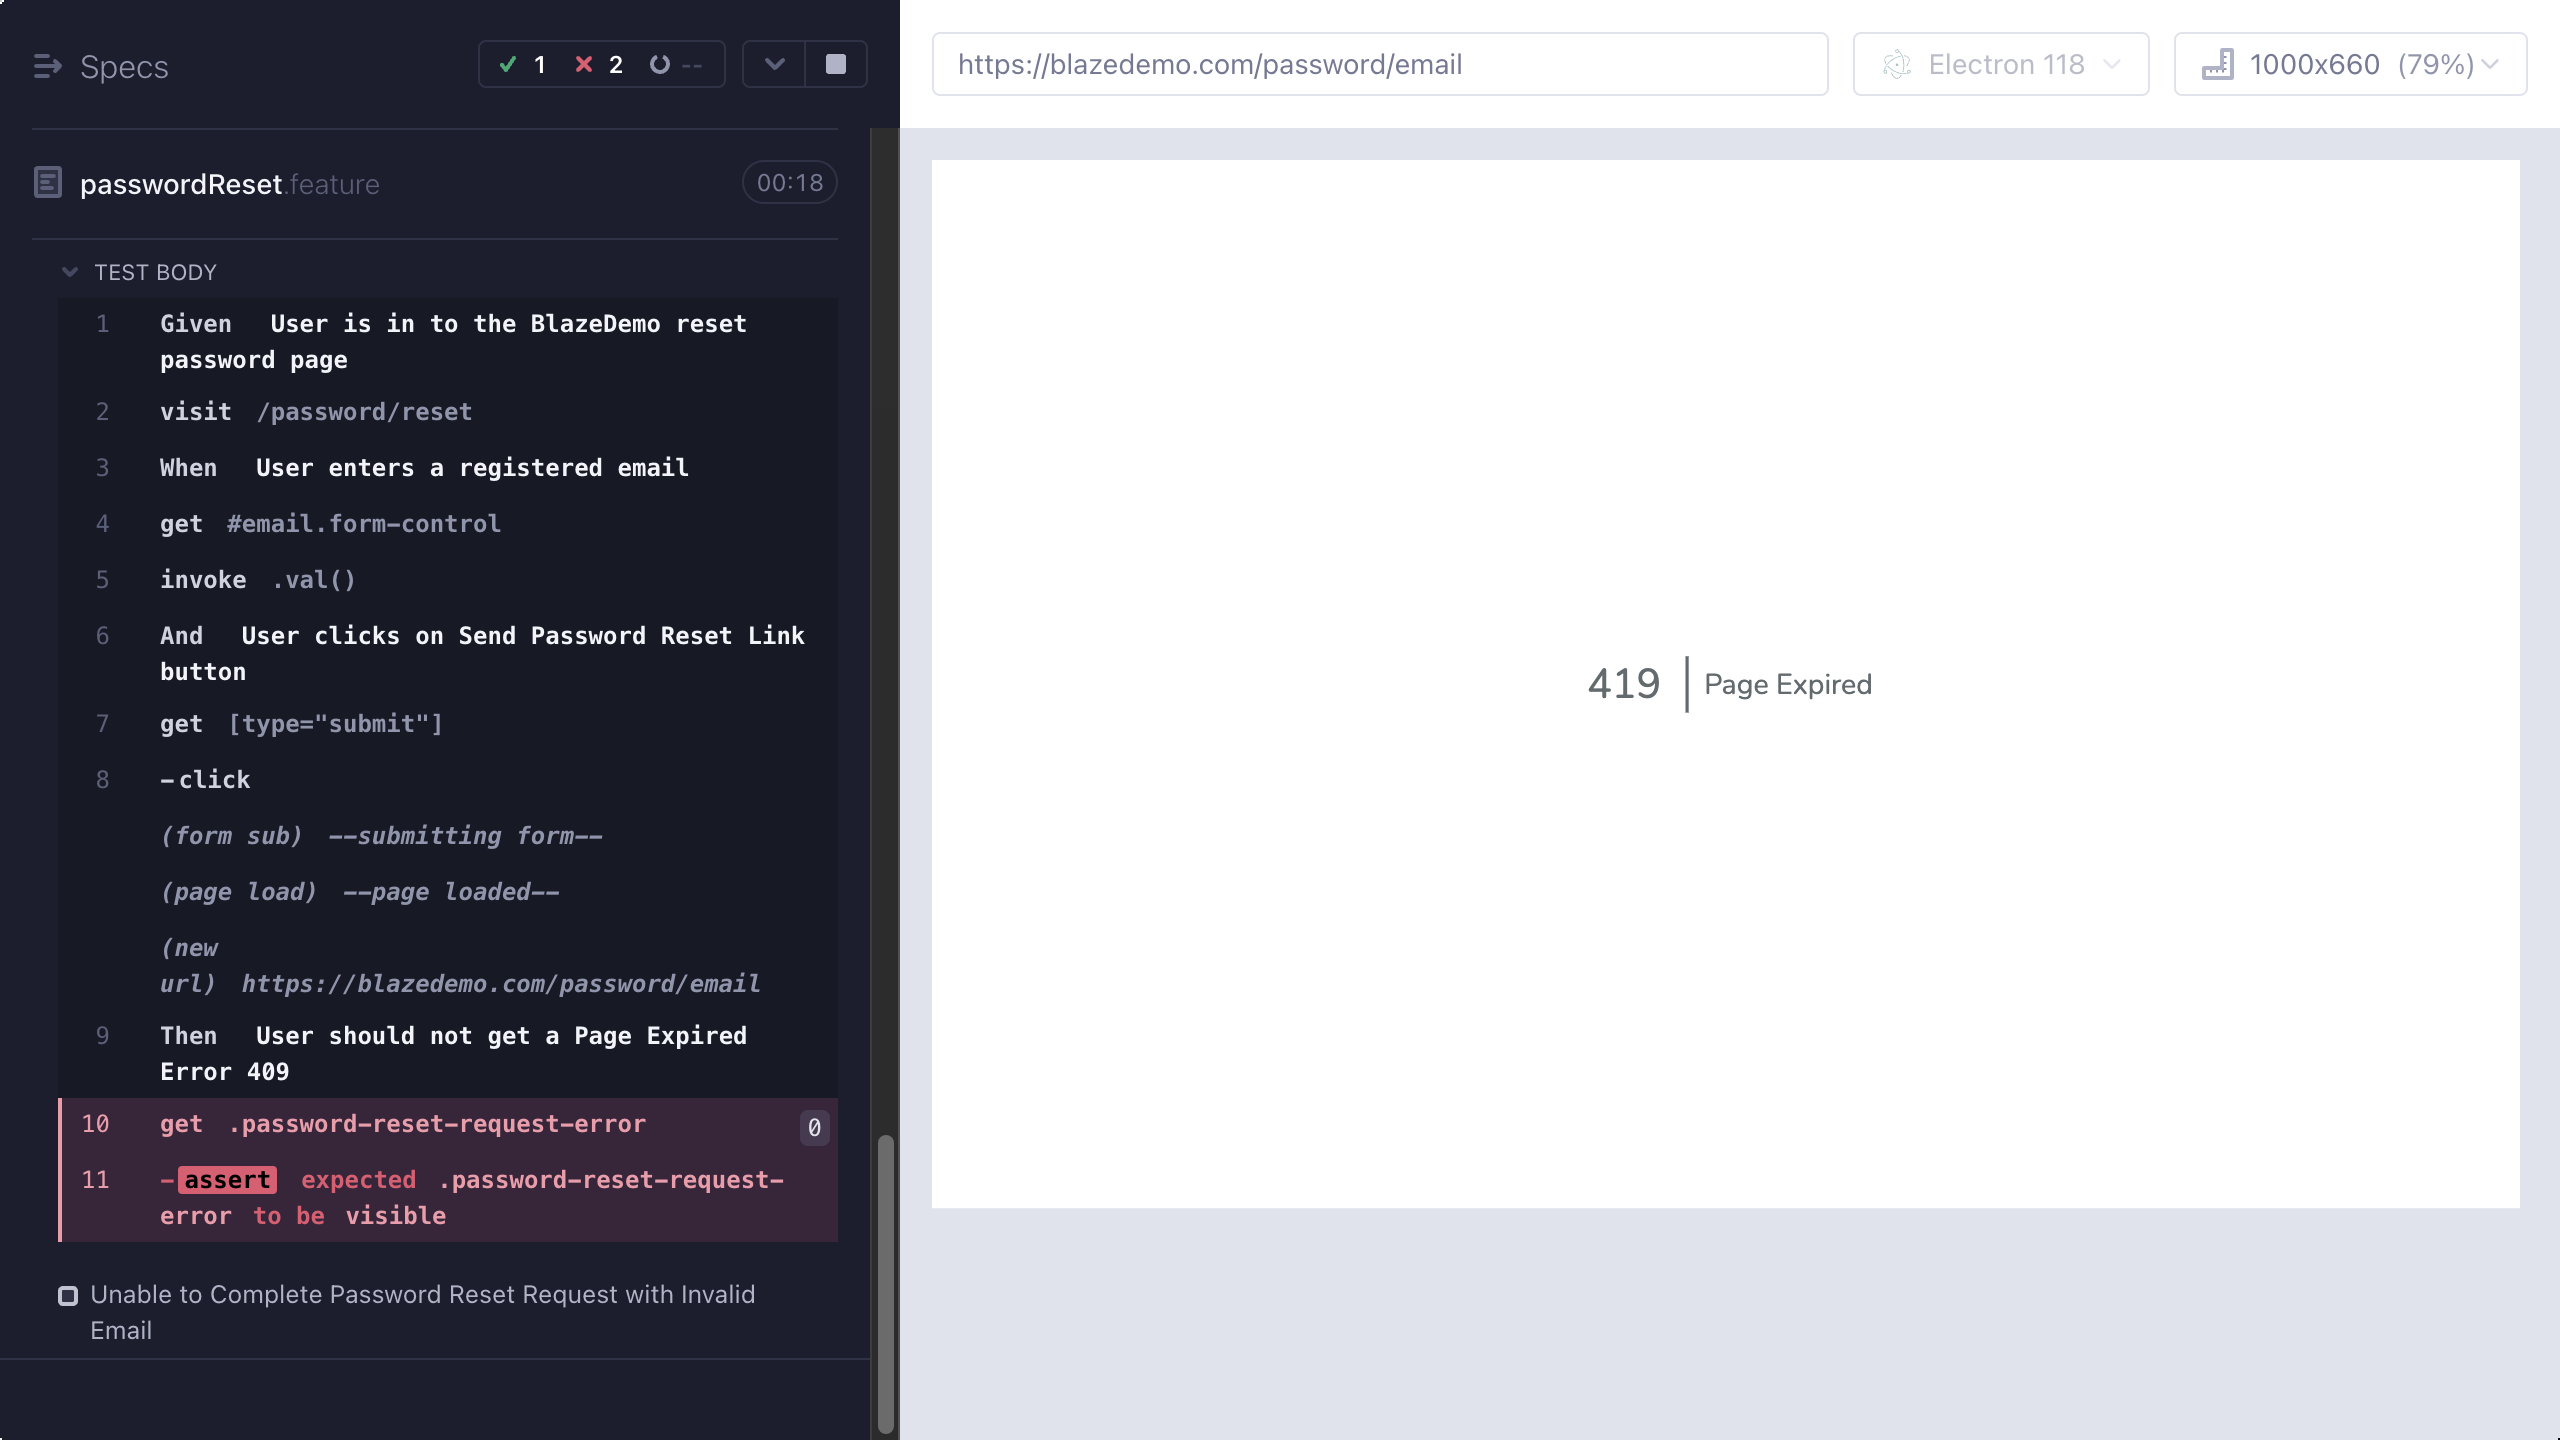 Specs
1 2 --
passwordReset.feature 00:18
TEST BODY
1 Given User is in to the BlazeDemo reset
password page
2 visit /password/reset
3 When User enters a registered email
4 get #email.form-control
5 invoke .val()
6 And User clicks on Send Password Reset Link
button
7 get [type="submit"]
8 -click
(form sub) --submitting form--
(page load) --page loaded--
(new
url) https://blazedemo.com/password/email
9 Then User should not get a Page Expired
Error 409
10 get .password-reset-request-error 0
11 -assert expected .password-reset-request-
error to be visible
Unable to Complete Password Reset Request with Invalid
Email
https://blazedemo.com/password/email
Electron 118
1000x660 (79%)
419 Page Expired